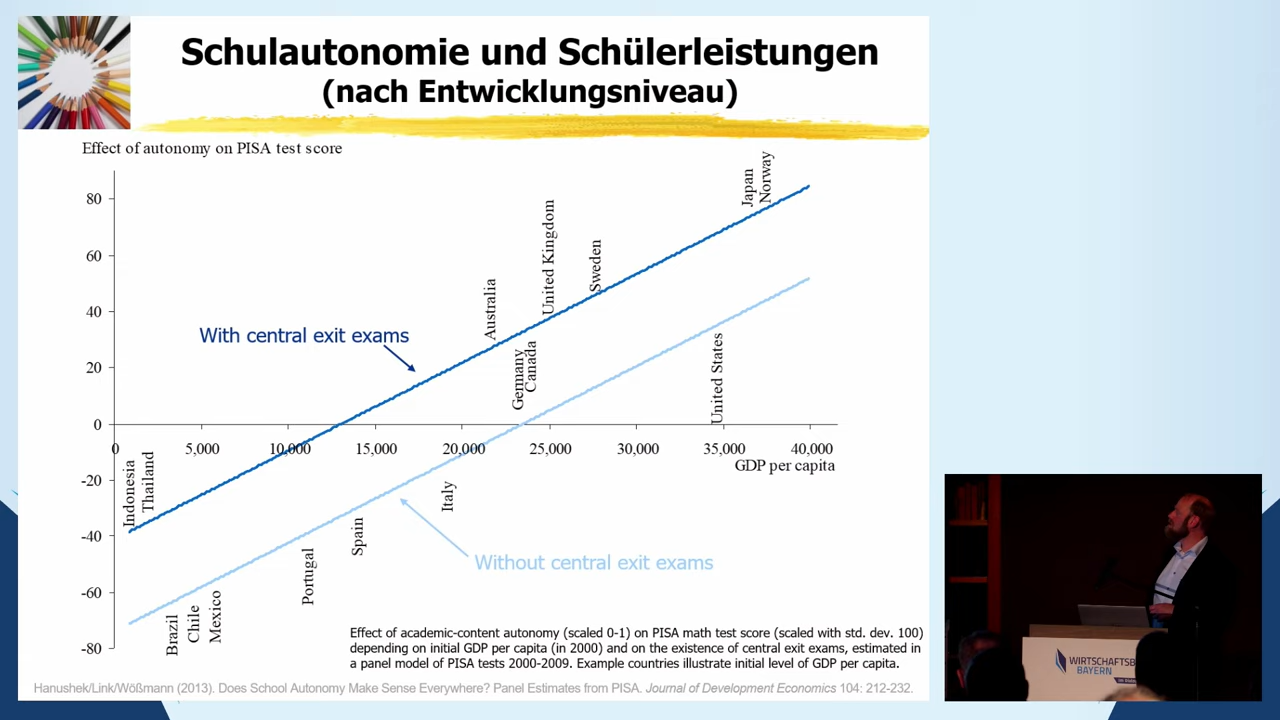 Schulautonomie und Schülerleistungen
(nach Entwicklungsniveau)
Effect of autonomy on PISA test score
80
60
40
20
0
-20
-40
-60
-80
0
5,000
10,000
15,000
20,000
25,000
30,000
35,000
40,000
GDP per capita
With central exit exams
Without central exit exams
Indonesia
Thailand
Brazil
Chile
Mexico
Portugal
Spain
Italy
Australia
Germany
Canada
United Kingdom
Sweden
United States
Japan
Norway
Effect of academic-content autonomy (scaled 0-1) on PISA math test score (scaled with std. dev. 100)
depending on initial GDP per capita (in 2000) and on the existence of central exit exams, estimated in
a panel model of PISA tests 2000-2009. Example countries illustrate initial level of GDP per capita.
Hanushek/Link/Wößmann (2013). Does School Autonomy Make Sense Everywhere? Panel Estimates from PISA. Journal of Development Economics 104: 212-232.
WIRTSCHAFTSB
BAYERN